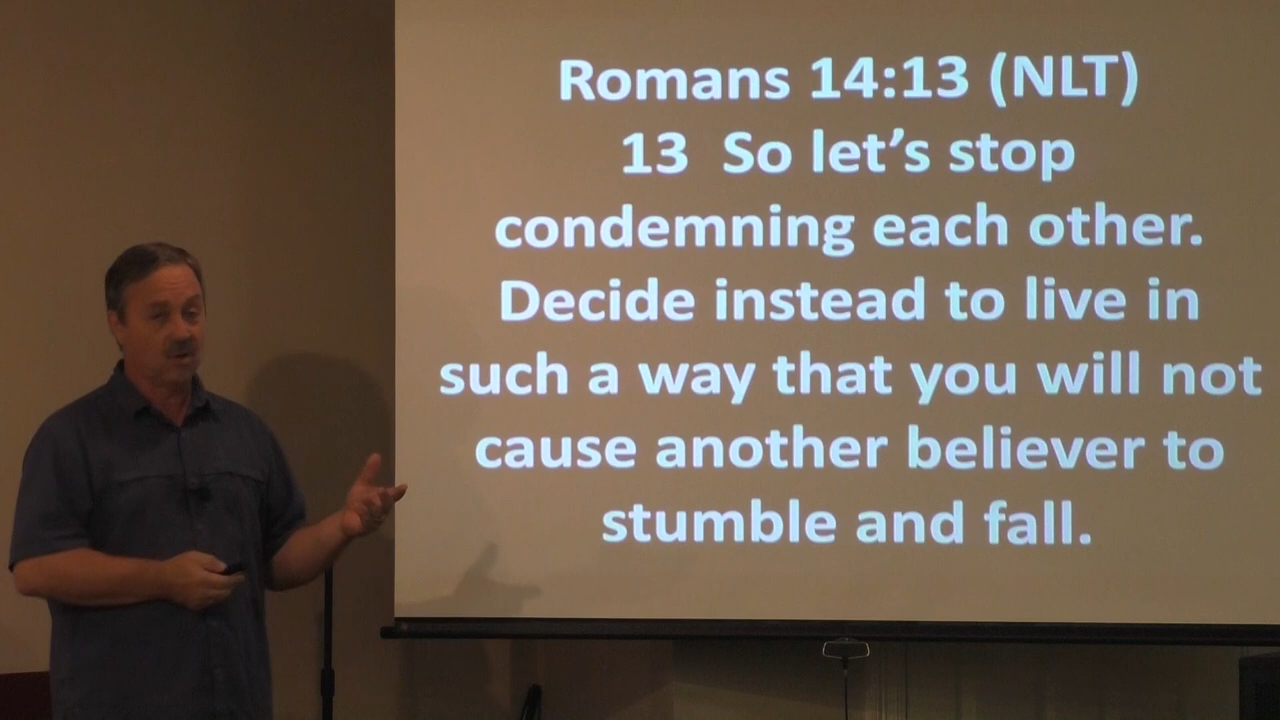 Romans 14:13 (NLT)
13 So let’s stop
condemning each other.
Decide instead to live in
such a way that you will not
cause another believer to
stumble and fall.